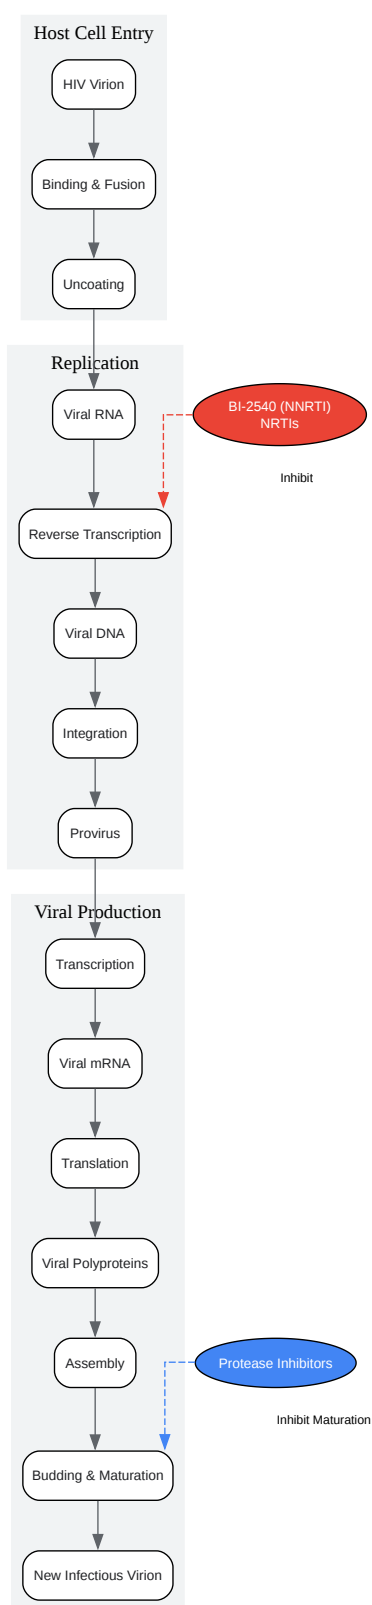 Host Cell Entry
HIV Virion
Binding & Fusion
Uncoating
Replication
Viral RNA
BI-2540 (NNRTI)
NRTIs
Inhibit
Reverse Transcription
Viral DNA
Integration
Provirus
Viral Production
Transcription
Viral mRNA
Translation
Viral Polyproteins
Assembly
Protease Inhibitors
Inhibit Maturation
Budding & Maturation
New Infectious Virion